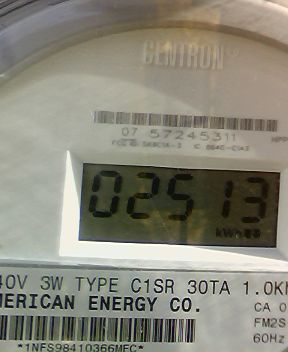 CENTRON®
07 57245311
02513
kWh
40V 3W TYPE C1SR 30TA 1.0K
MERICAN ENERGY CO.
CA 0
FM2S
60Hz
*1NFS98410366MFC*